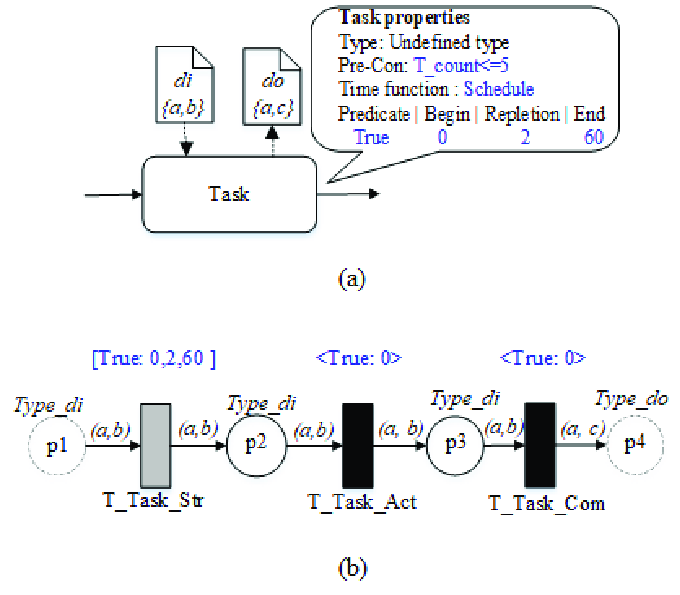 Task properties
Type: Undefined type
Pre-Con: T_count<=5
Time function : Schedule
Predicate | Begin | Repletion | End
True 0 2 60
di
{a,b}
do
{a,c}
Task
(a)
[True: 0,2,60 ]
<True: 0>
<True: 0>
Type_di
Type_di
Type_di
Type_do
(a,b)
(a,b)
(a,b)
(a, b)
(a,b)
(a, c)
p1
p2
p3
p4
T_Task_Str
T_Task_Act
T_Task_Com
(b)